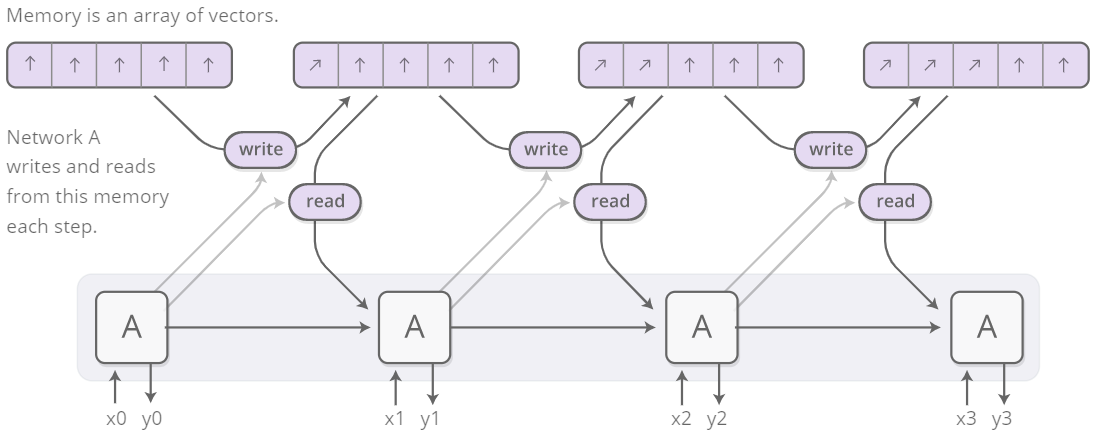 Memory is an array of vectors.
Network A
writes and reads
from this memory
each step.
write write write
read read read
A A A A
x0 y0 x1 y1 x2 y2 x3 y3